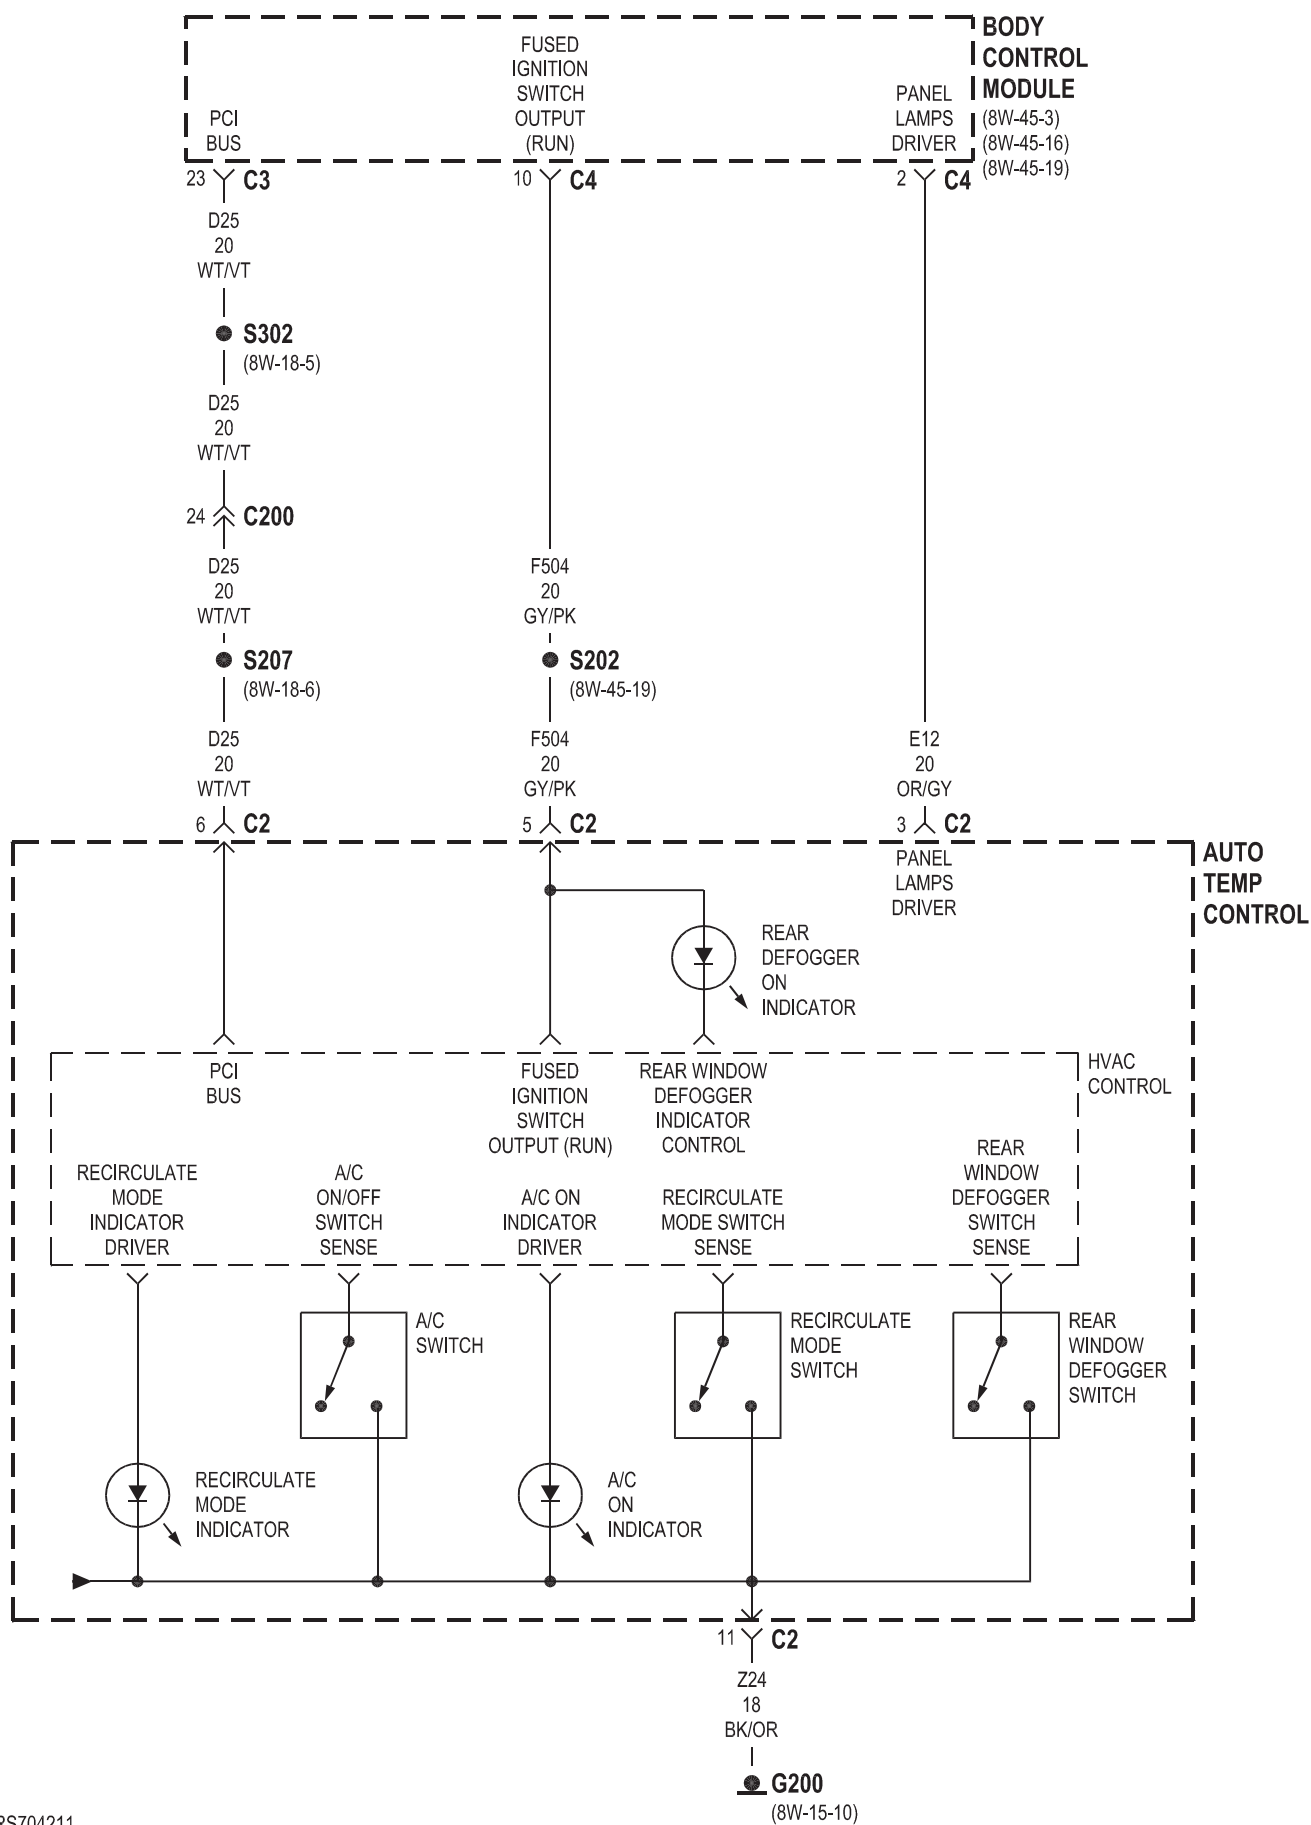 BODY
CONTROL
MODULE
(8W-45-3)
(8W-45-16)
(8W-45-19)
PCI
BUS
FUSED
IGNITION
SWITCH
OUTPUT
(RUN)
PANEL
LAMPS
DRIVER
23 C3
10 C4
2 C4
D25
20
WT/VT
S302
(8W-18-5)
D25
20
WT/VT
24 C200
D25
20
WT/VT
F504
20
GY/PK
S207
(8W-18-6)
S202
(8W-45-19)
D25
20
WT/VT
F504
20
GY/PK
E12
20
OR/GY
6 C2
5 C2
3 C2
AUTO
TEMP
CONTROL
PANEL
LAMPS
DRIVER
REAR
DEFOGGER
ON
INDICATOR
HVAC
CONTROL
PCI
BUS
FUSED
IGNITION
SWITCH
OUTPUT (RUN)
REAR WINDOW
DEFOGGER
INDICATOR
CONTROL
RECIRCULATE
MODE
INDICATOR
DRIVER
A/C
ON/OFF
SWITCH
SENSE
A/C ON
INDICATOR
DRIVER
RECIRCULATE
MODE SWITCH
SENSE
REAR
WINDOW
DEFOGGER
SWITCH
SENSE
A/C
SWITCH
RECIRCULATE
MODE
SWITCH
REAR
WINDOW
DEFOGGER
SWITCH
RECIRCULATE
MODE
INDICATOR
A/C
ON
INDICATOR
11 C2
Z24
18
BK/OR
G200
(8W-15-10)
RS704211